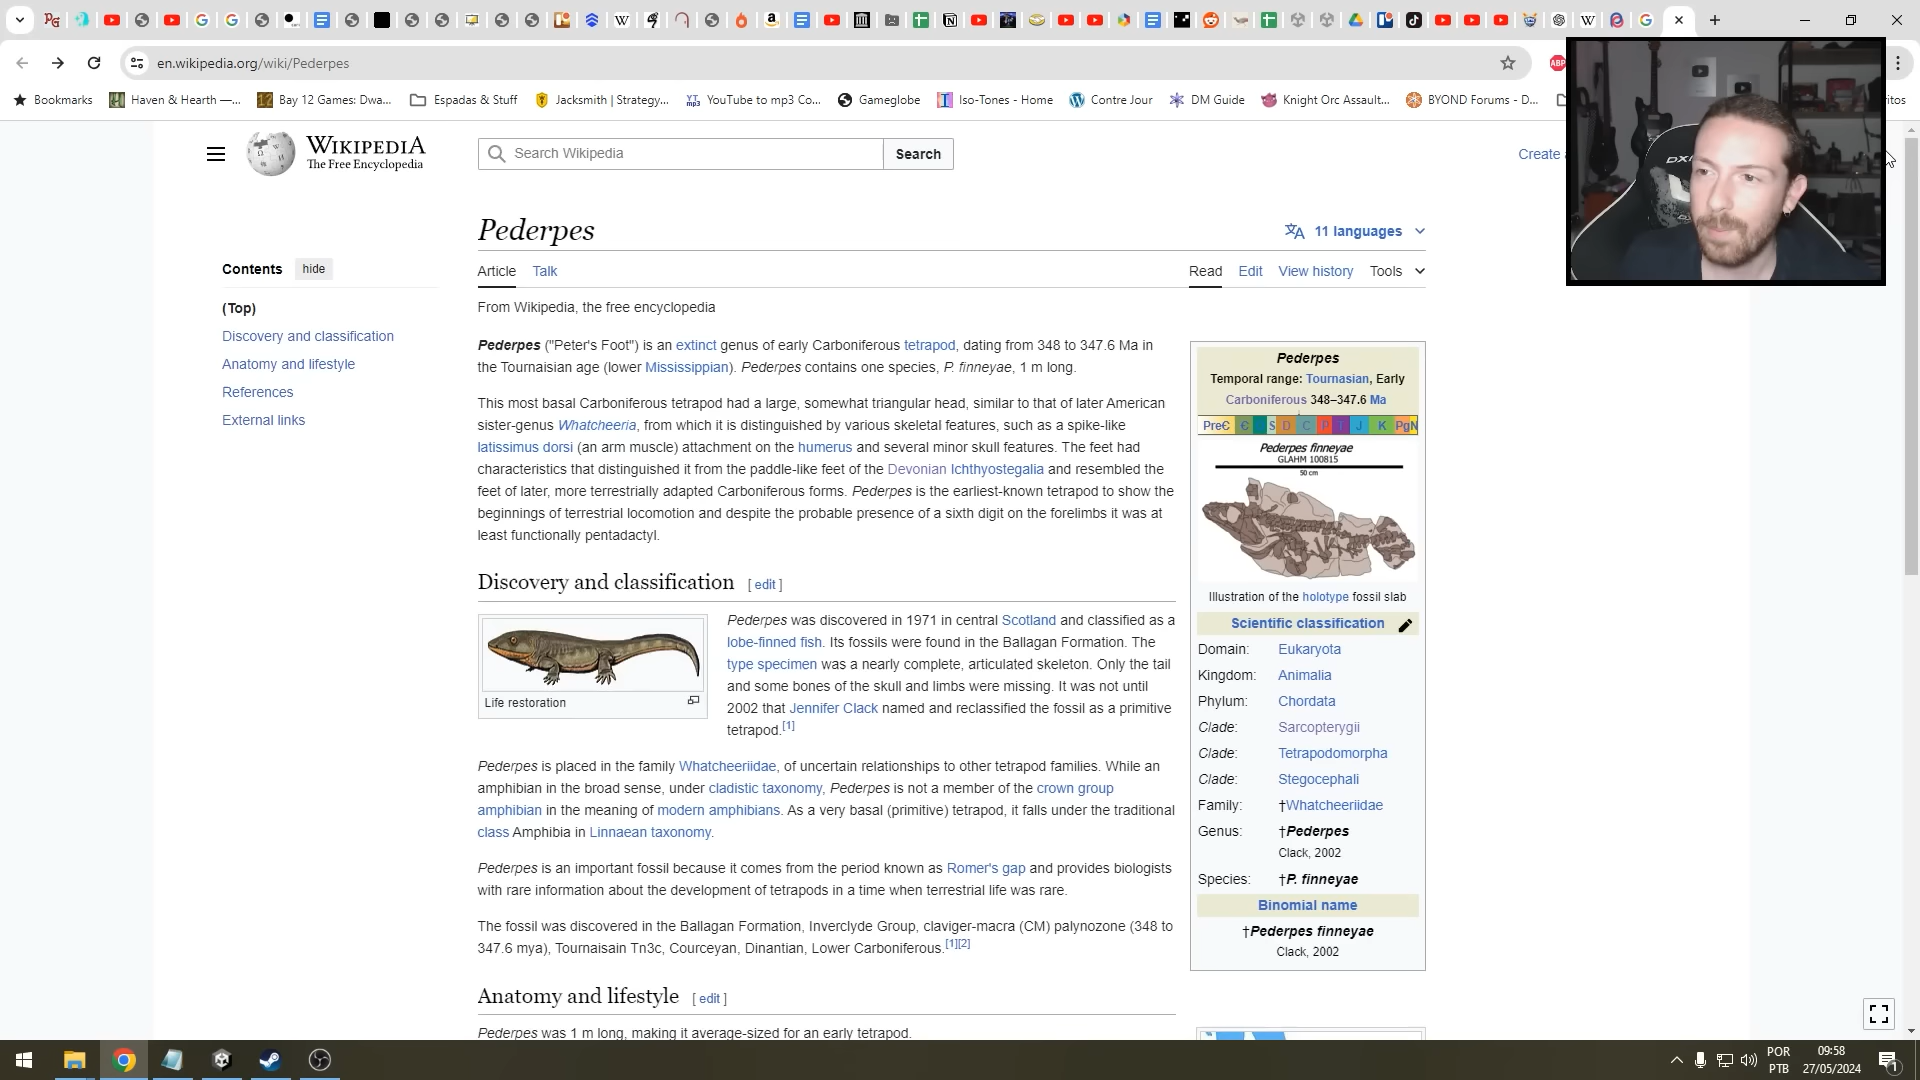 en.wikipedia.org/wiki/Pederpes
ABP
Bookmarks
Haven & Hearth —...
Bay 12 Games: Dwa...
Espadas & Stuff
Jacksmith | Strategy...
YouTube to mp3 Co...
Gameglobe
Iso-Tones - Home
Contre Jour
DM Guide
Knight Orc Assault...
BYOND Forums - D...
itos
WIKIPEDIA
The Free Encyclopedia
Search Wikipedia
Search
Create
Pederpes
11 languages
Contents
hide
Article
Talk
Read
Edit
View history
Tools
(Top)
Discovery and classification
Anatomy and lifestyle
References
External links
From Wikipedia, the free encyclopedia
Pederpes ("Peter's Foot") is an extinct genus of early Carboniferous tetrapod, dating from 348 to 347.6 Ma in
the Tournaisian age (lower Mississippian). Pederpes contains one species, P. finneyae, 1 m long.
This most basal Carboniferous tetrapod had a large, somewhat triangular head, similar to that of later American
sister-genus Whatcheeria, from which it is distinguished by various skeletal features, such as a spike-like
latissimus dorsi (an arm muscle) attachment on the humerus and several minor skull features. The feet had
characteristics that distinguished it from the paddle-like feet of the Devonian Ichthyostegalia and resembled the
feet of later, more terrestrially adapted Carboniferous forms. Pederpes is the earliest-known tetrapod to show the
beginnings of terrestrial locomotion and despite the probable presence of a sixth digit on the forelimbs it was at
least functionally pentadactyl.
Discovery and classification [ edit ]
Life restoration
Pederpes was discovered in 1971 in central Scotland and classified as a
lobe-finned fish. Its fossils were found in the Ballagan Formation. The
type specimen was a nearly complete, articulated skeleton. Only the tail
and some bones of the skull and limbs were missing. It was not until
2002 that Jennifer Clack named and reclassified the fossil as a primitive
tetrapod.[1]
Pederpes is placed in the family Whatcheeriidae, of uncertain relationships to other tetrapod families. While an
amphibian in the broad sense, under cladistic taxonomy, Pederpes is not a member of the crown group
amphibian in the meaning of modern amphibians. As a very basal (primitive) tetrapod, it falls under the traditional
class Amphibia in Linnaean taxonomy.
Pederpes is an important fossil because it comes from the period known as Romer's gap and provides biologists
with rare information about the development of tetrapods in a time when terrestrial life was rare.
The fossil was discovered in the Ballagan Formation, Inverclyde Group, claviger-macra (CM) palynozone (348 to
347.6 mya), Tournaisain Tn3c, Courceyan, Dinantian, Lower Carboniferous.[1][2]
Anatomy and lifestyle [ edit ]
Pederpes was 1 m long, making it average-sized for an early tetrapod.
Pederpes
Temporal range: Tournasian, Early
Carboniferous 348–347.6 Ma
PreꞒ Ꞓ S D C P T J K PgN
Pederpes finneyae
GLAHM 100815
50 cm
Illustration of the holotype fossil slab
Scientific classification
Domain: Eukaryota
Kingdom: Animalia
Phylum: Chordata
Clade: Sarcopterygii
Clade: Tetrapodomorpha
Clade: Stegocephali
Family: †Whatcheeriidae
Genus: †Pederpes
Clack, 2002
Species: †P. finneyae
Binomial name
†Pederpes finneyae
Clack, 2002
POR
PTB
09:58
27/05/2024
1